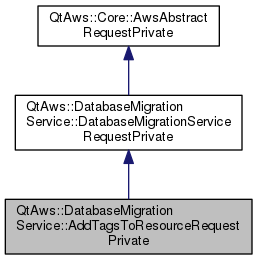 QtAws::Core::AwsAbstract
RequestPrivate
QtAws::DatabaseMigration
Service::DatabaseMigrationService
RequestPrivate
QtAws::DatabaseMigration
Service::AddTagsToResourceRequest
Private